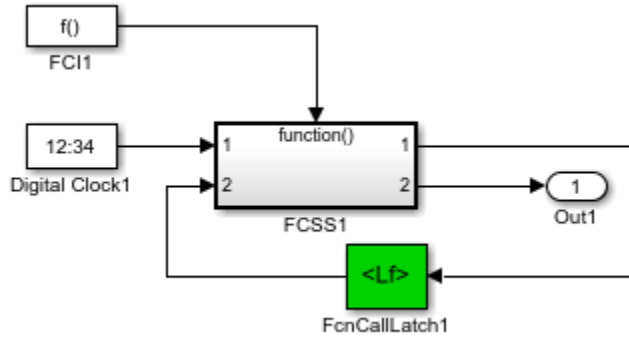 f()
FCI1
12:34
Digital Clock1
function()
1
2
1
2
FCSS1
1
Out1
<Lf>
FcnCallLatch1